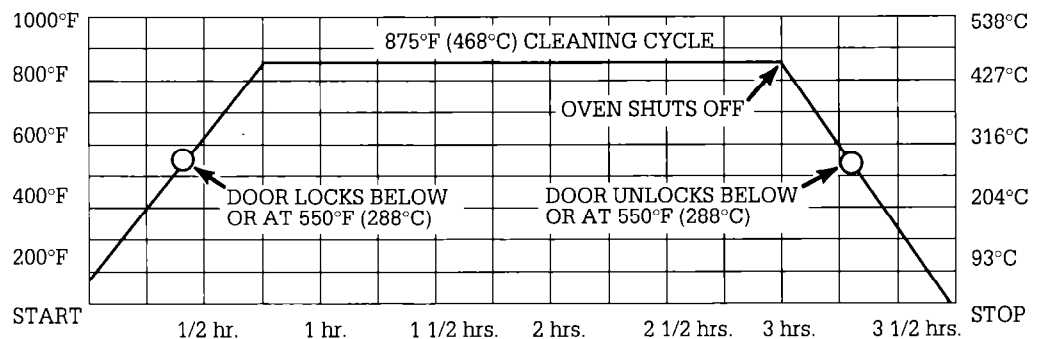 1000°F
538°C
875°F (468°C) CLEANING CYCLE
800°F
427°C
OVEN SHUTS OFF
600°F
316°C
400°F
DOOR LOCKS BELOW
OR AT 550°F (288°C)
DOOR UNLOCKS BELOW
OR AT 550°F (288°C)
204°C
200°F
93°C
START
STOP
1/2 hr.
1 hr.
1 1/2 hrs.
2 hrs.
2 1/2 hrs.
3 hrs.
3 1/2 hrs.